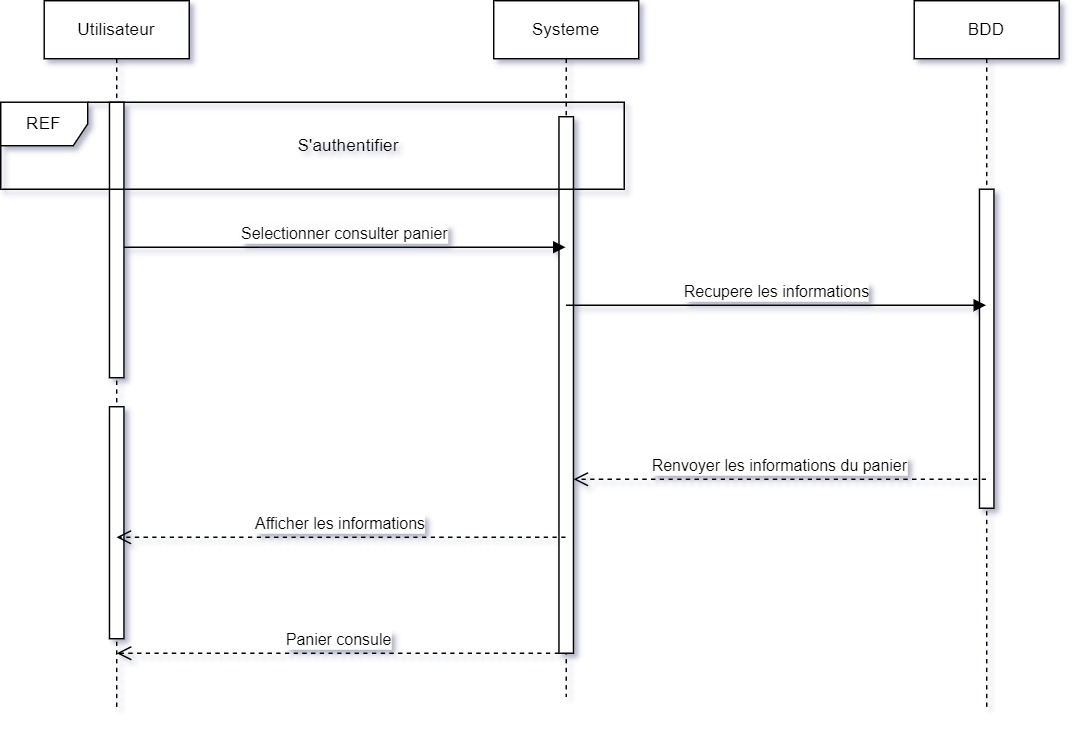 Utilisateur
Systeme
BDD
REF
S'authentifier
Selectionner consulter panier
Recupere les informations
Renvoyer les informations du panier
Afficher les informations
Panier consule